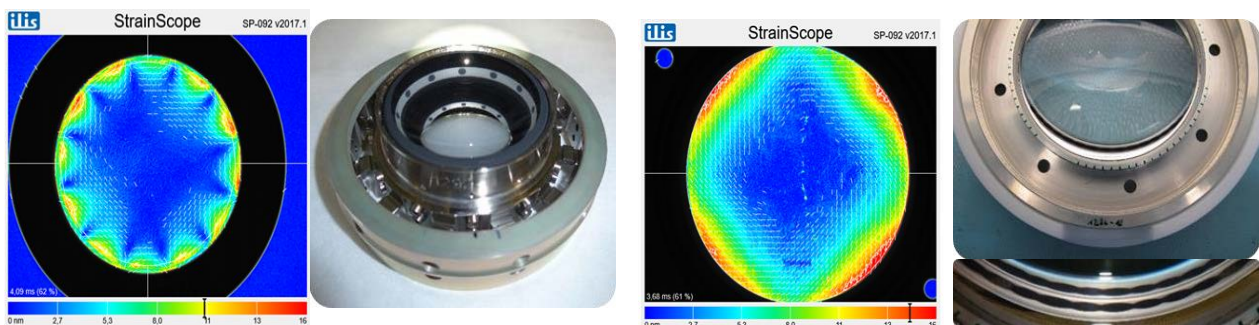 ilis StrainScope SP-092 v2017.1
4,09 ms (62 %)
0 nm 2,7 5,3 8,0 11 13 16
ilis StrainScope SP-092 v2017.1
3,68 ms (61 %)
0 nm 2,7 5,3 8,0 11 13 16